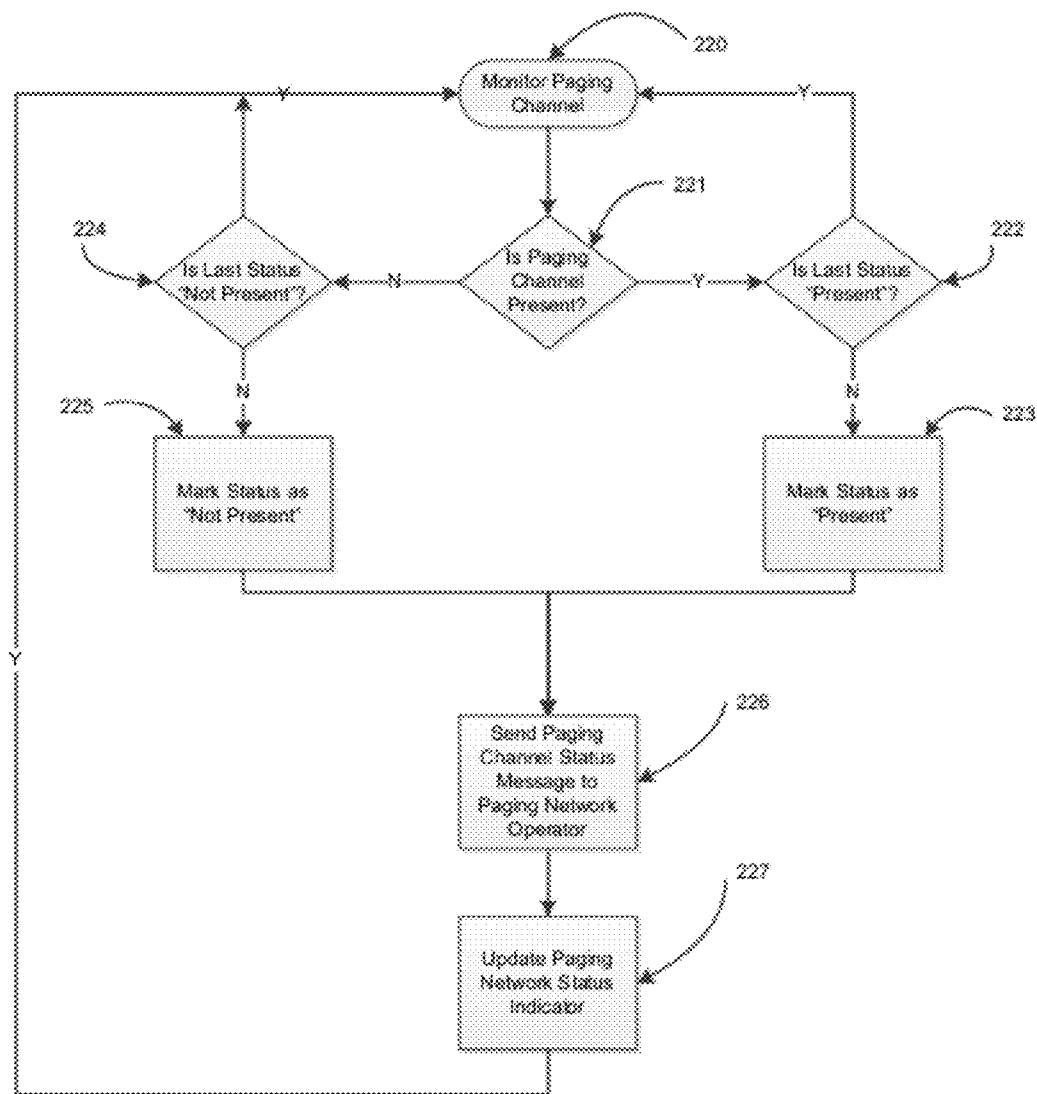 220
Monitor Paging
Channel
Y
Y
221
224
Is Last Status
"Not Present"?
N
Is Paging
Channel
Present?
Y
Is Last Status
"Present"?
222
N
N
225
223
Mark Status as
"Not Present"
Mark Status as
"Present"
Y
Send Paging
Channel Status
Message to
Paging Network
Operator
226
227
Update Paging
Network Status
Indicator